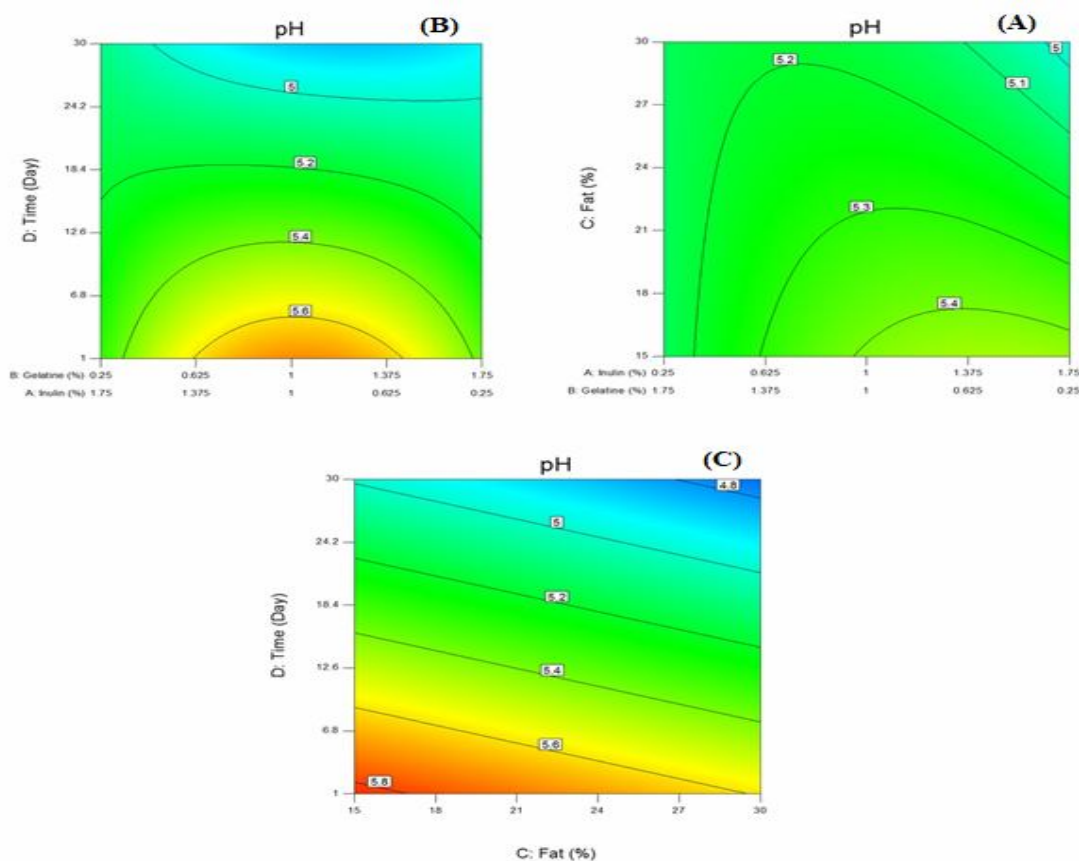 pH (B)
30
24.2
18.4
12.6
6.8
1
D: Time (Day)
5
5.2
5.4
5.6
B: Gelatine (%) 0.25 0.625 1 1.375 1.75
A: Inulin (%) 1.75 1.375 1 0.625 0.25
pH (A)
30
27
24
21
18
15
C: Fat (%)
5
5.1
5.2
5.3
5.4
A: Inulin (%) 0.25 0.625 1 1.375 1.75
B: Gelatine (%) 1.75 1.375 1 0.625 0.25
pH (C)
30
24.2
18.4
12.6
6.8
1
D: Time (Day)
4.8
5
5.2
5.4
5.6
5.8
15 18 21 24 27 30
C: Fat (%)